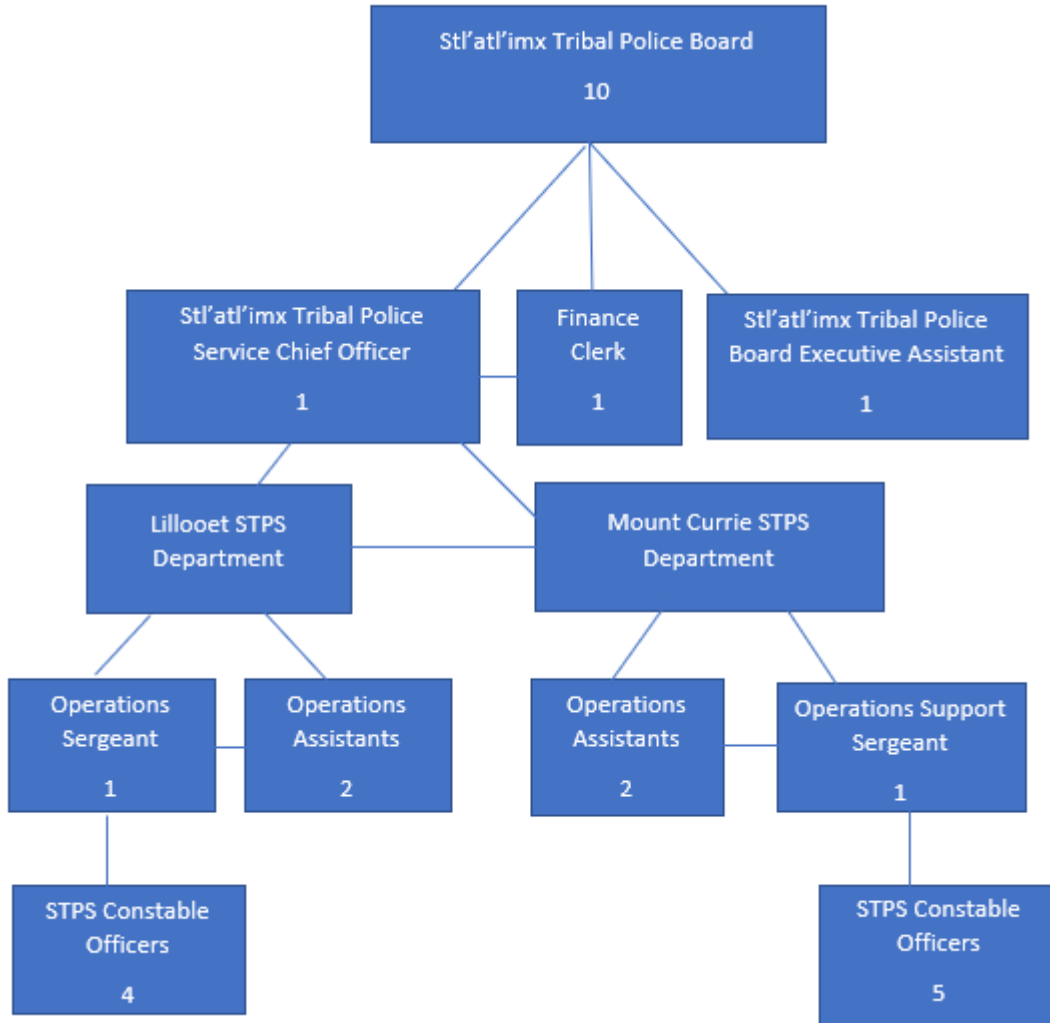 Stl’atl’imx Tribal Police Board
10
Stl’atl’imx Tribal Police
Service Chief Officer
1
Finance
Clerk
1
Stl’atl’imx Tribal Police
Board Executive Assistant
1
Lillooet STPS
Department
Mount Currie STPS
Department
Operations
Sergeant
1
Operations
Assistants
2
Operations
Assistants
2
Operations Support
Sergeant
1
STPS Constable
Officers
4
STPS Constable
Officers
5